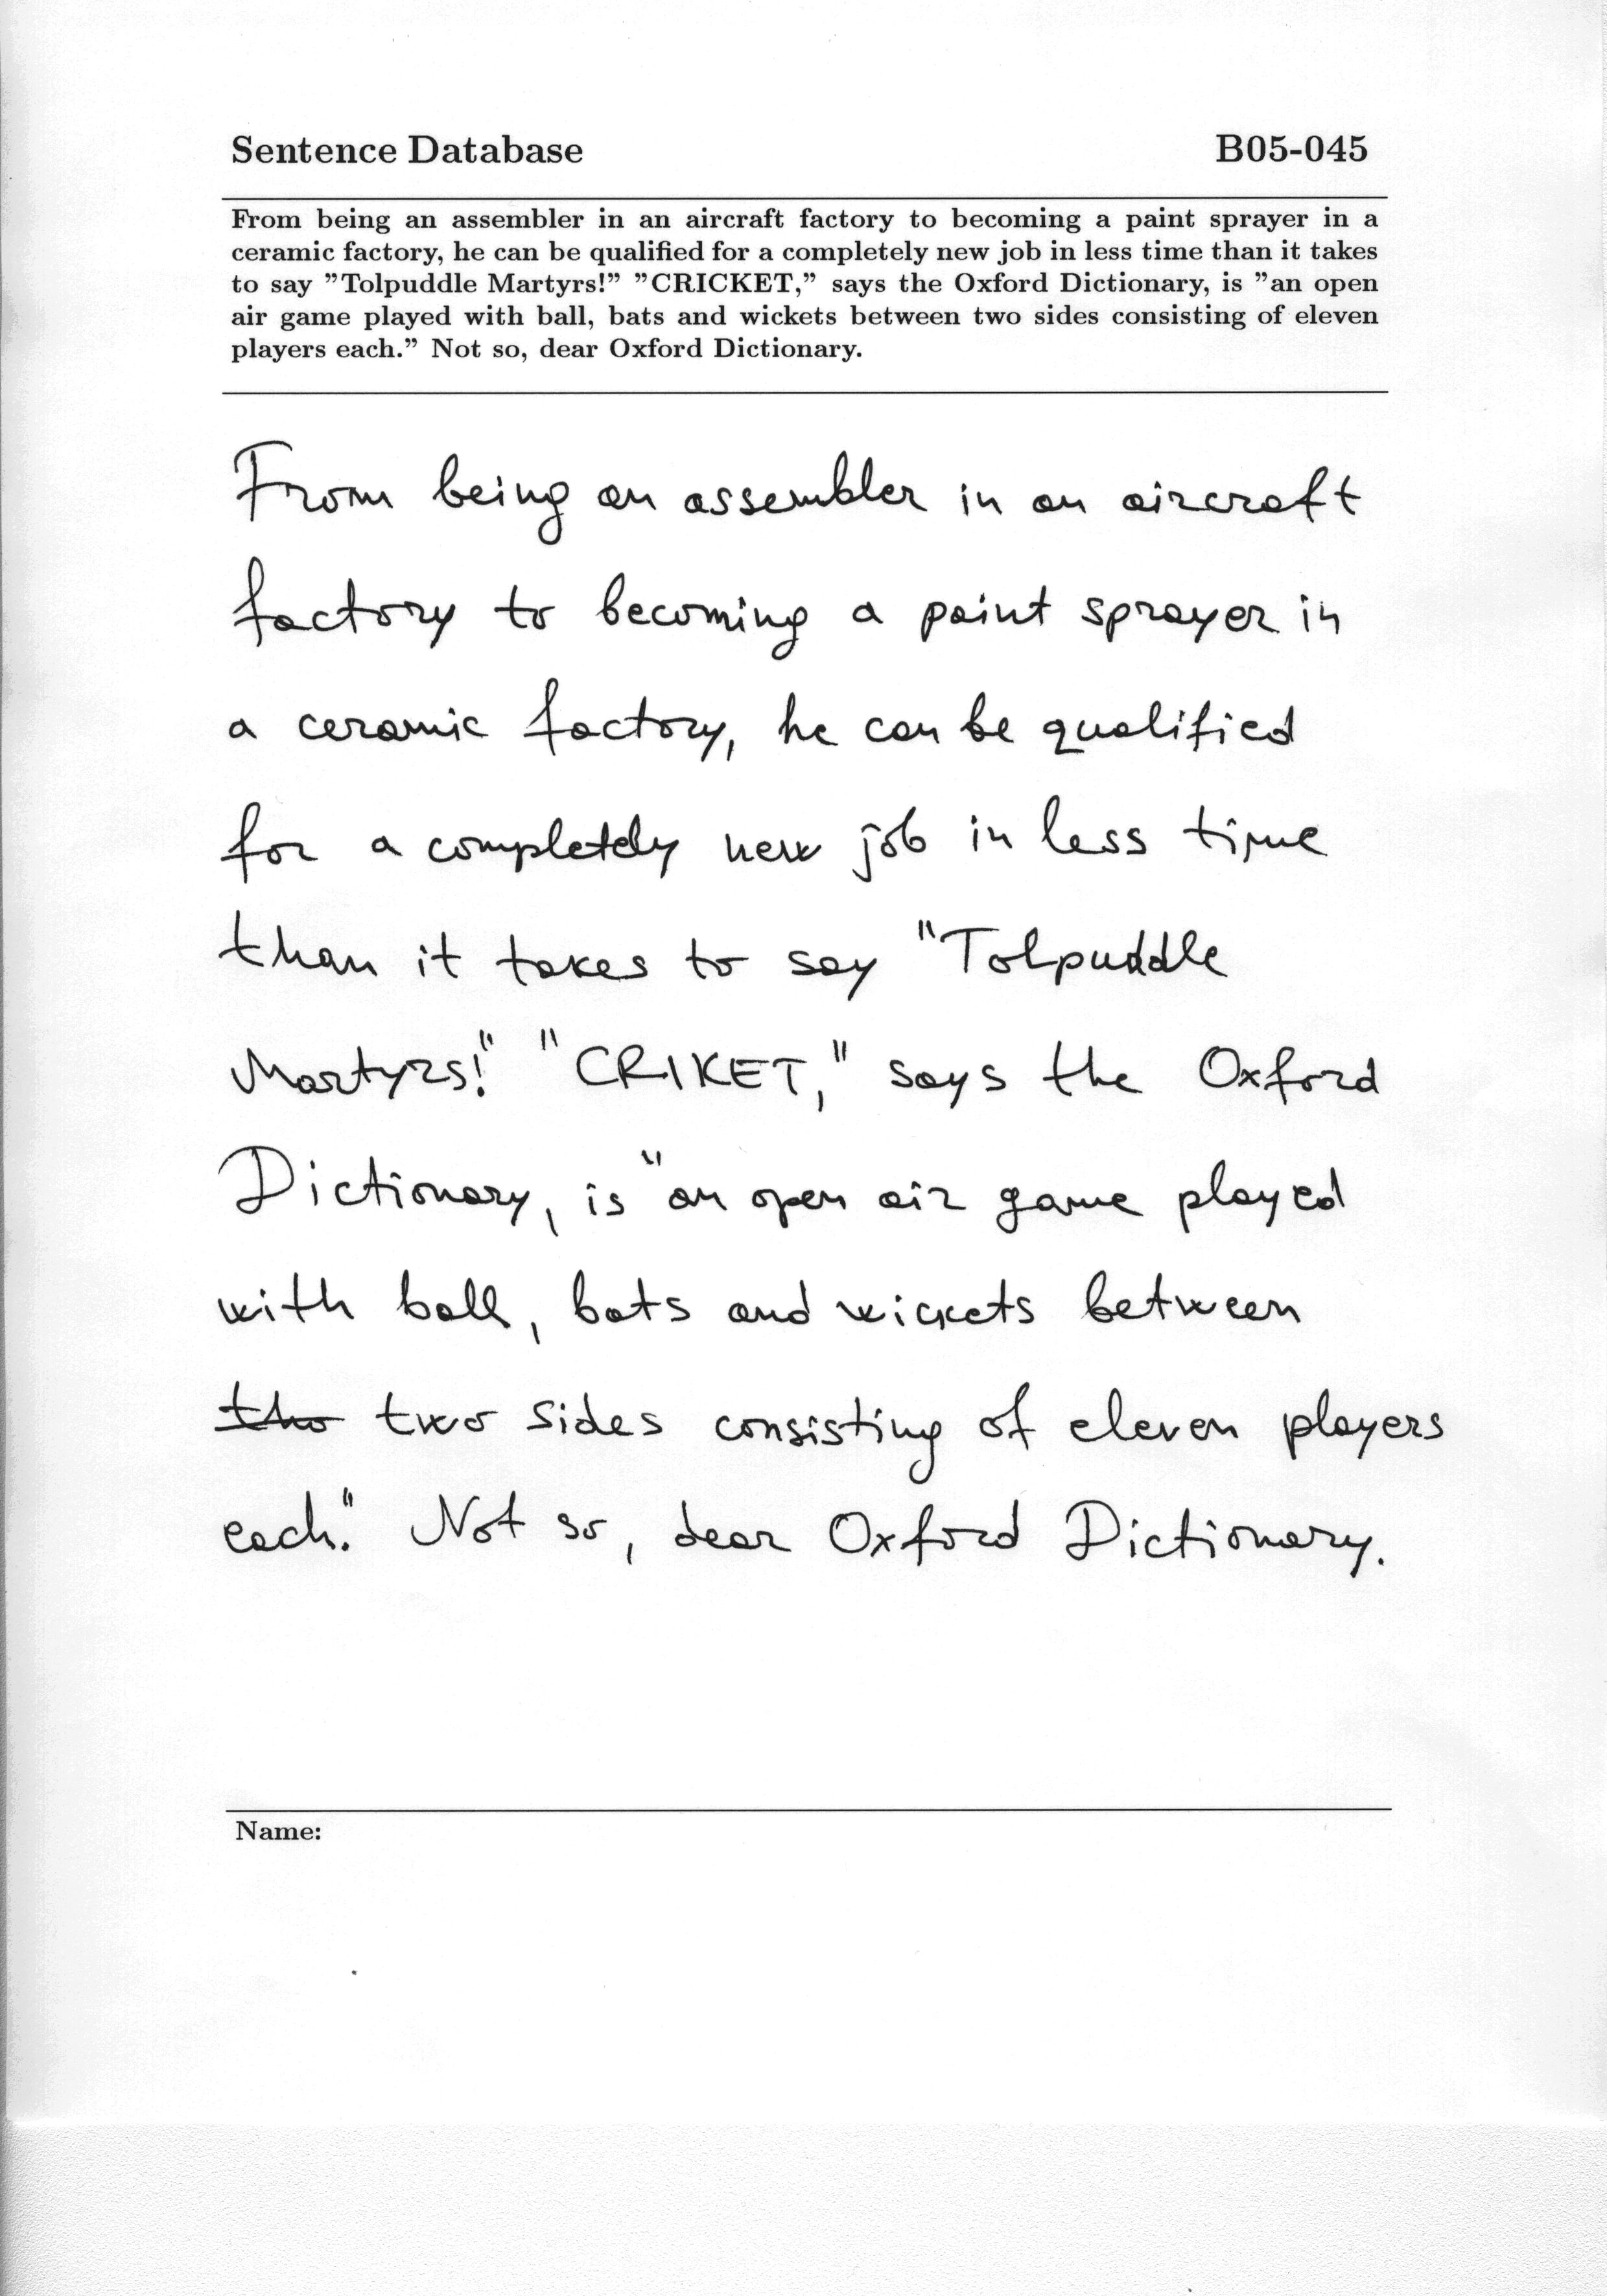 Sentence Database B05-045
From being an assembler in an aircraft factory to becoming a paint sprayer in a
ceramic factory, he can be qualified for a completely new job in less time than it takes
to say ”Tolpuddle Martyrs!” ”CRICKET,” says the Oxford Dictionary, is ”an open
air game played with ball, bats and wickets between two sides consisting of eleven
players each.” Not so, dear Oxford Dictionary.
From being an assembler in an aircraft
factory to becoming a paint sprayer in
a ceramic factory, he can be qualified
for a completely new job in less time
than it takes to say "Tolpuddle
Martyrs!" "CRIKET," says the Oxford
Dictionary, is "an open air game played
with ball, bats and wickets between
tho two sides consisting of eleven players
each." Not so, dear Oxford Dictionary.
Name: